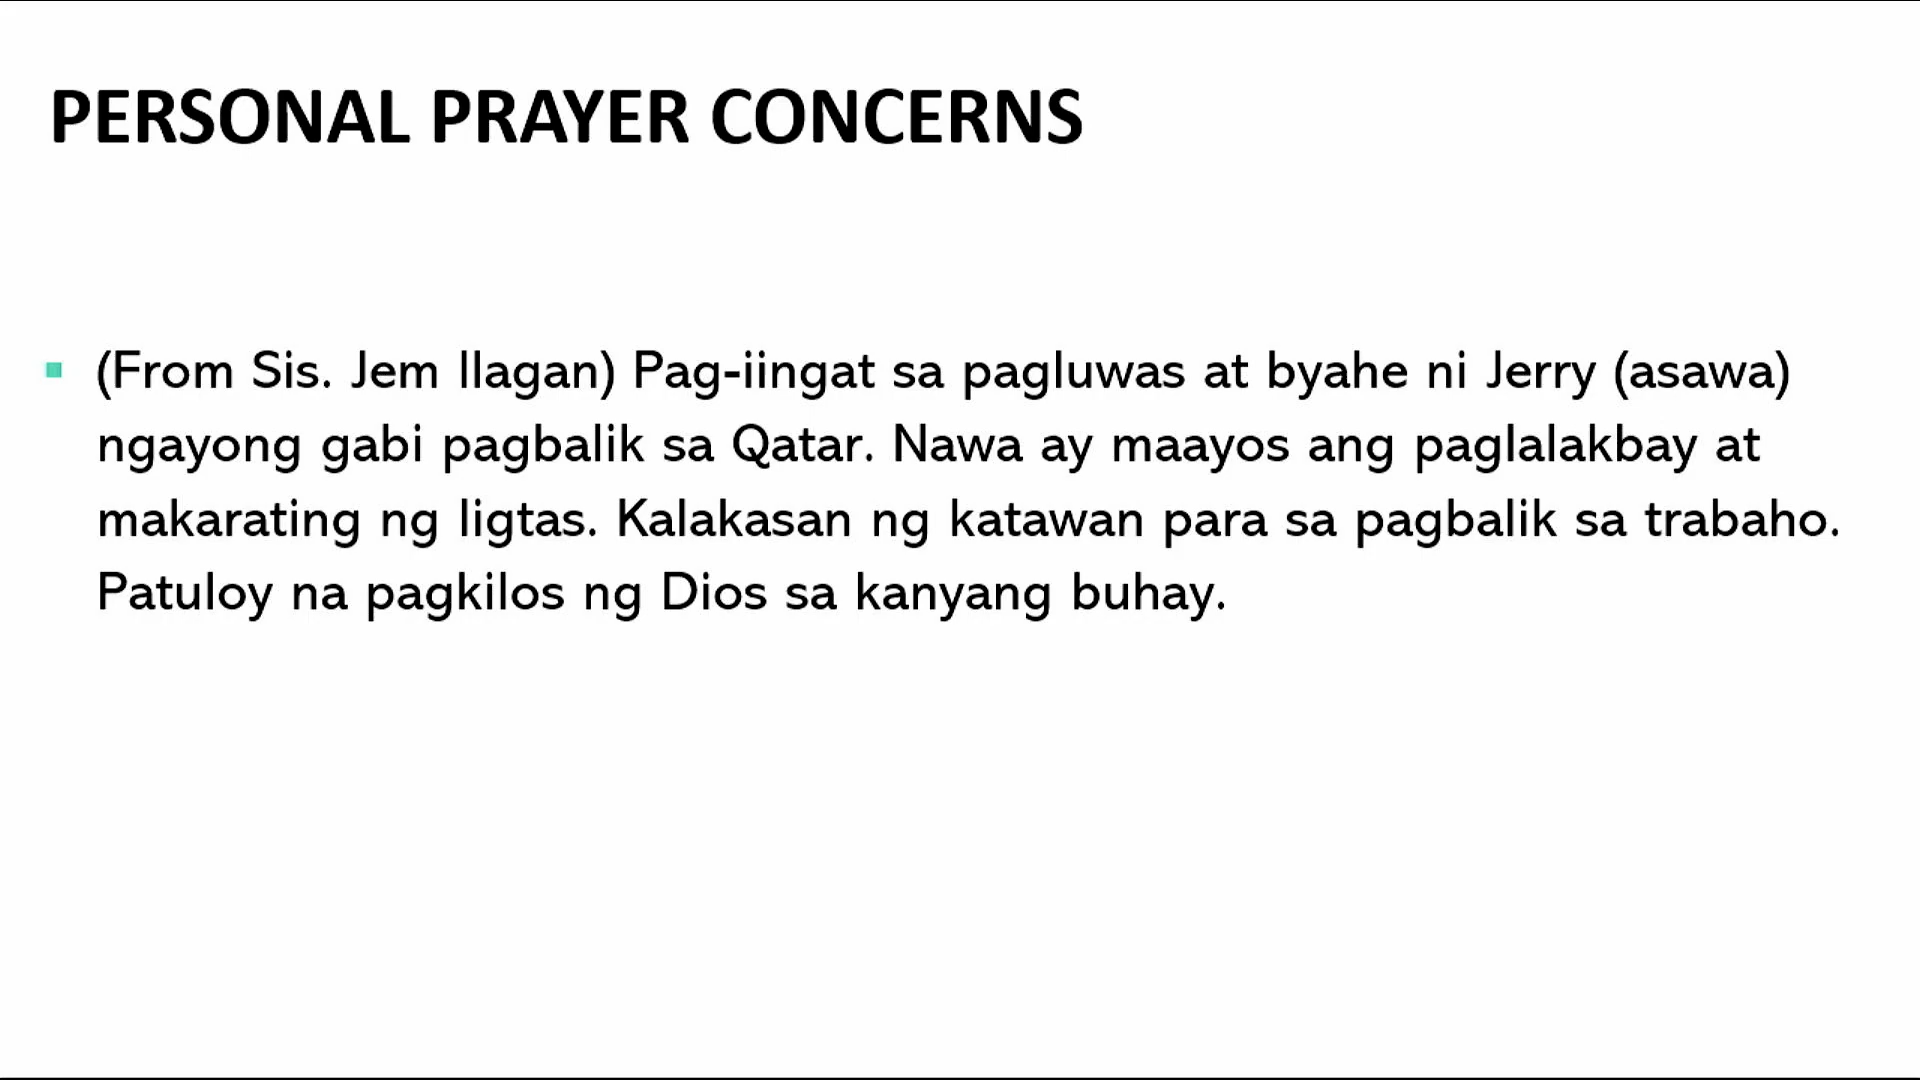 PERSONAL PRAYER CONCERNS
(From Sis. Jem Ilagan) Pag-iingat sa pagluwas at byahe ni Jerry (asawa)
ngayong gabi pagbalik sa Qatar. Nawa ay maayos ang paglalakbay at
makarating ng ligtas. Kalakasan ng katawan para sa pagbalik sa trabaho.
Patuloy na pagkilos ng Dios sa kanyang buhay.